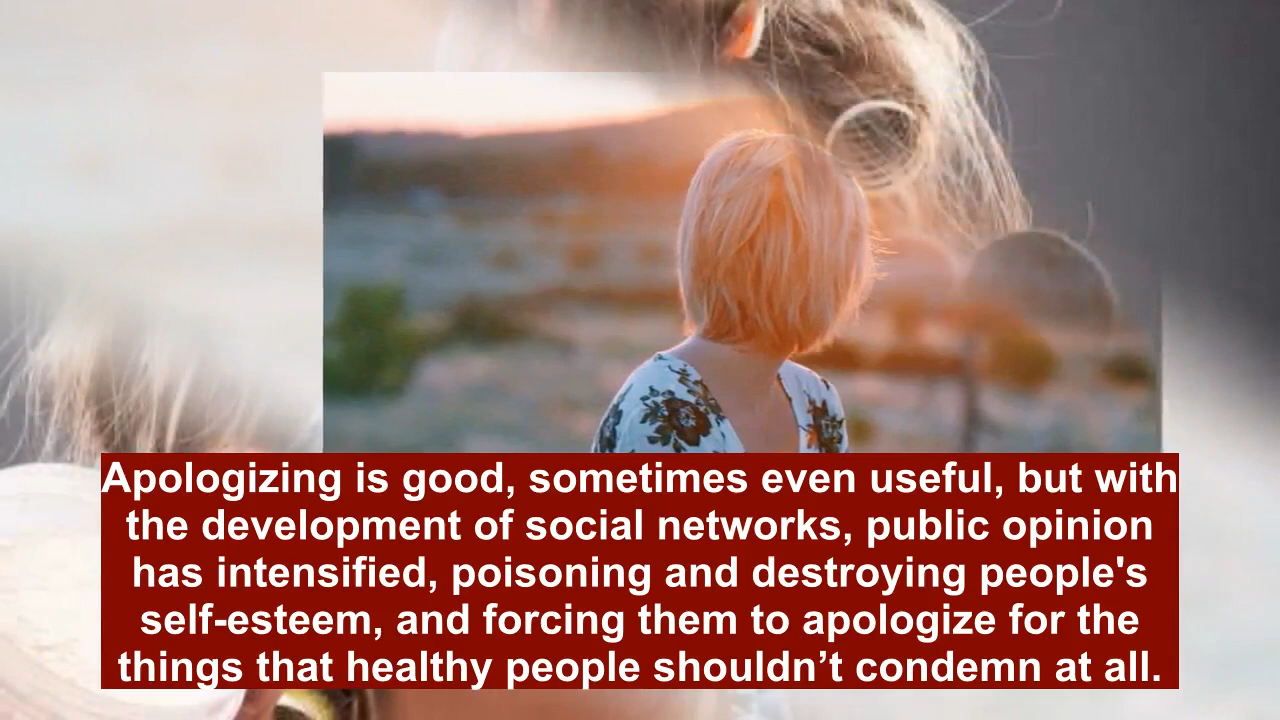 Apologizing is good, sometimes even useful, but with
the development of social networks, public opinion
has intensified, poisoning and destroying people's
self-esteem, and forcing them to apologize for the
things that healthy people shouldn’t condemn at all.